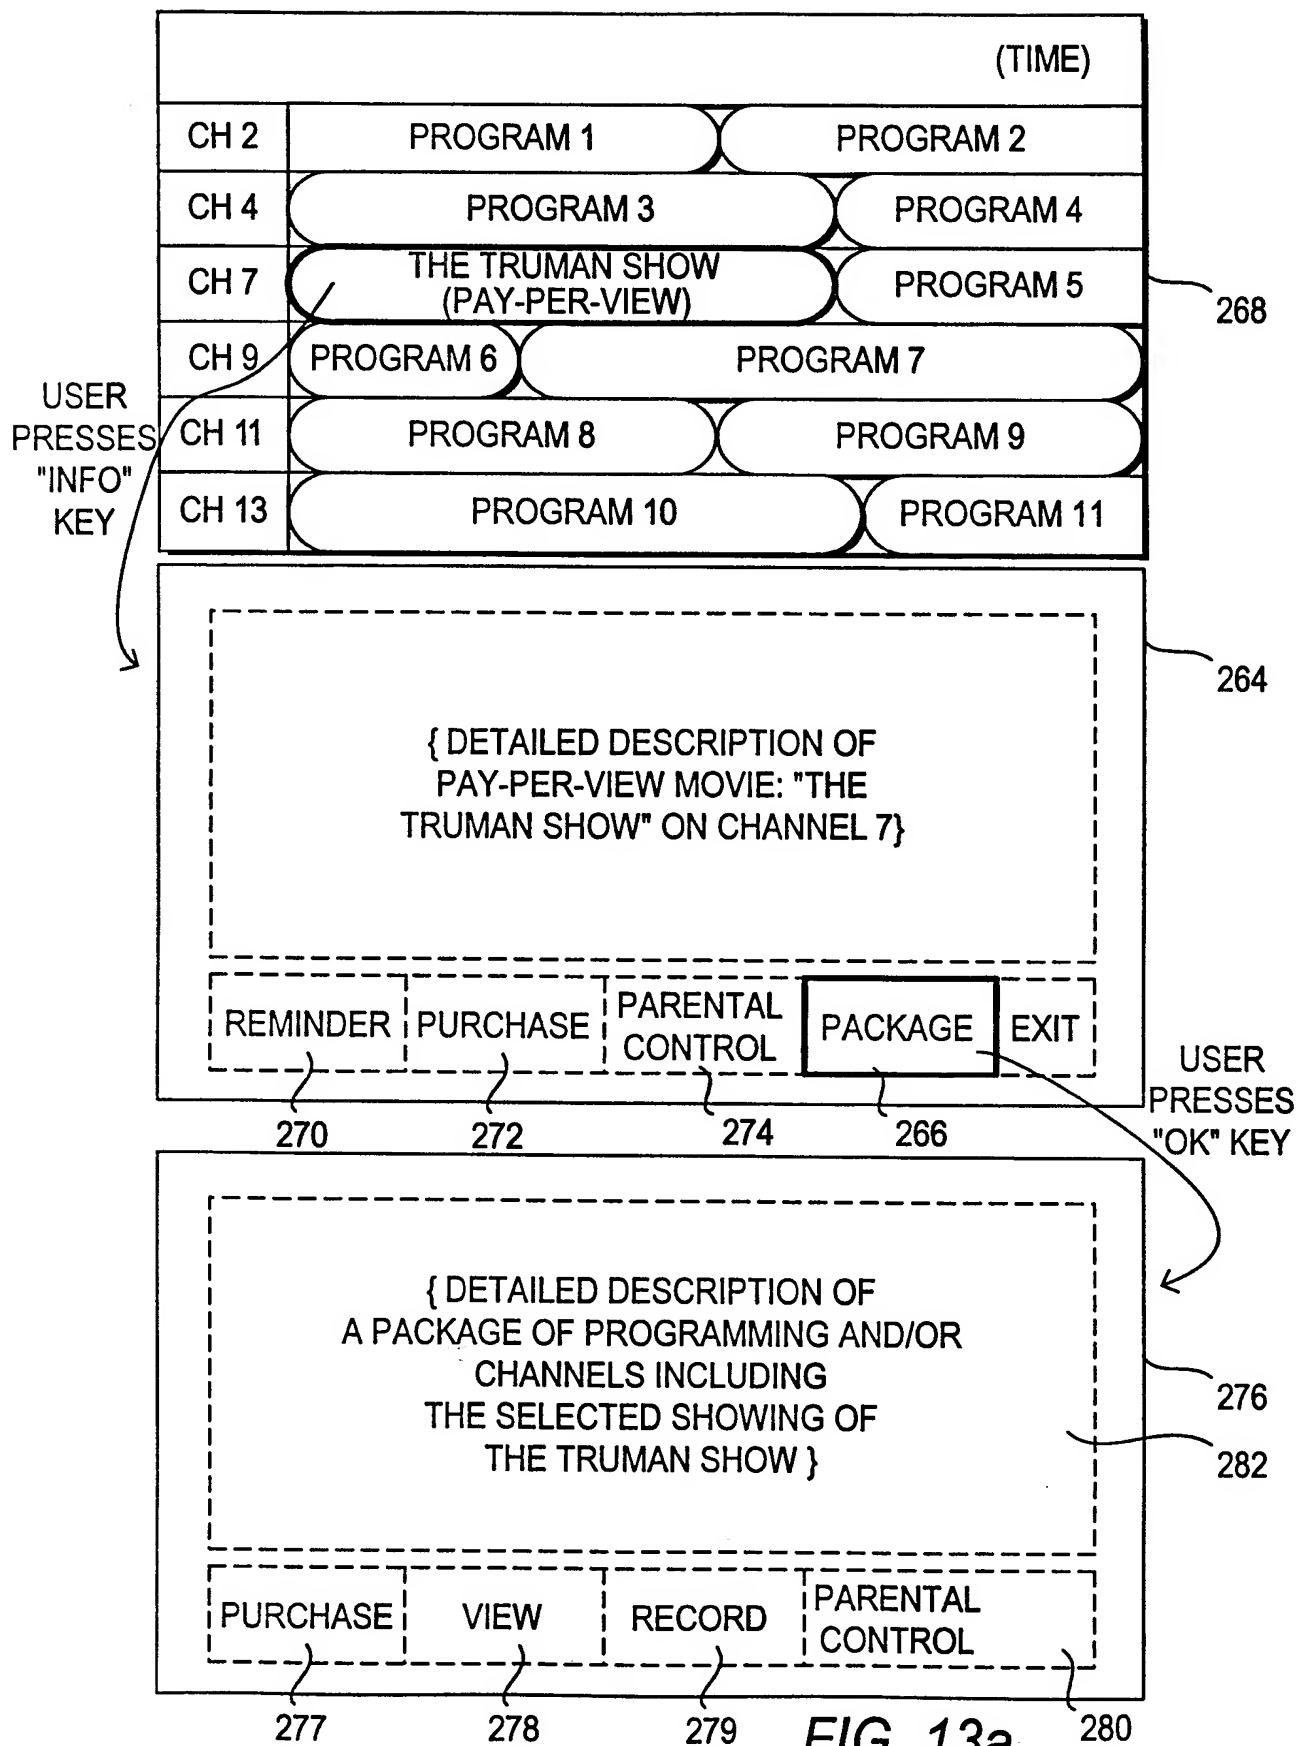 (TIME)
CH 2 PROGRAM 1 PROGRAM 2
CH 4 PROGRAM 3 PROGRAM 4
CH 7 THE TRUMAN SHOW
(PAY-PER-VIEW) PROGRAM 5
268
CH 9 PROGRAM 6 PROGRAM 7
CH 11 PROGRAM 8 PROGRAM 9
CH 13 PROGRAM 10 PROGRAM 11
USER
PRESSES
"INFO"
KEY
264
{ DETAILED DESCRIPTION OF
PAY-PER-VIEW MOVIE: "THE
TRUMAN SHOW" ON CHANNEL 7}
REMINDER PURCHASE PARENTAL
CONTROL PACKAGE EXIT
270 272 274 266
USER
PRESSES
"OK" KEY
{ DETAILED DESCRIPTION OF
A PACKAGE OF PROGRAMMING AND/OR
CHANNELS INCLUDING
THE SELECTED SHOWING OF
THE TRUMAN SHOW }
276
282
PURCHASE VIEW RECORD PARENTAL
CONTROL
277 278 279 280
FIG. 13a